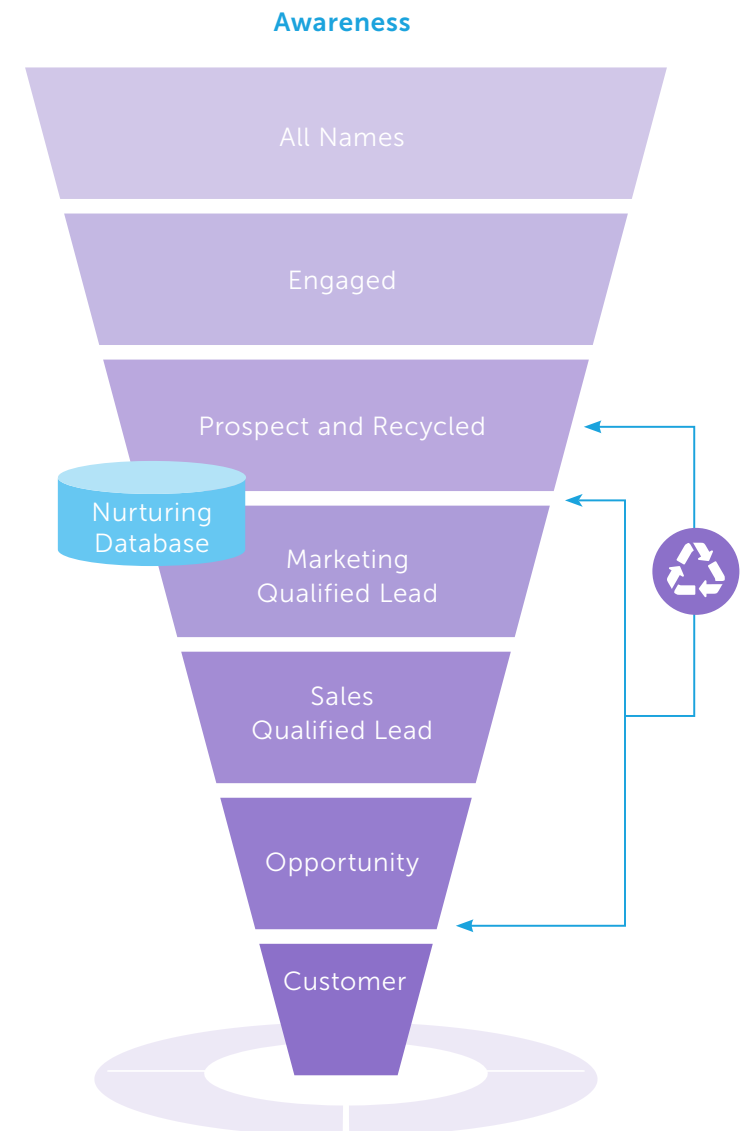 Awareness
All Names
Engaged
Prospect and Recycled
Nurturing
Database
Marketing
Qualified Lead
Sales
Qualified Lead
Opportunity
Customer